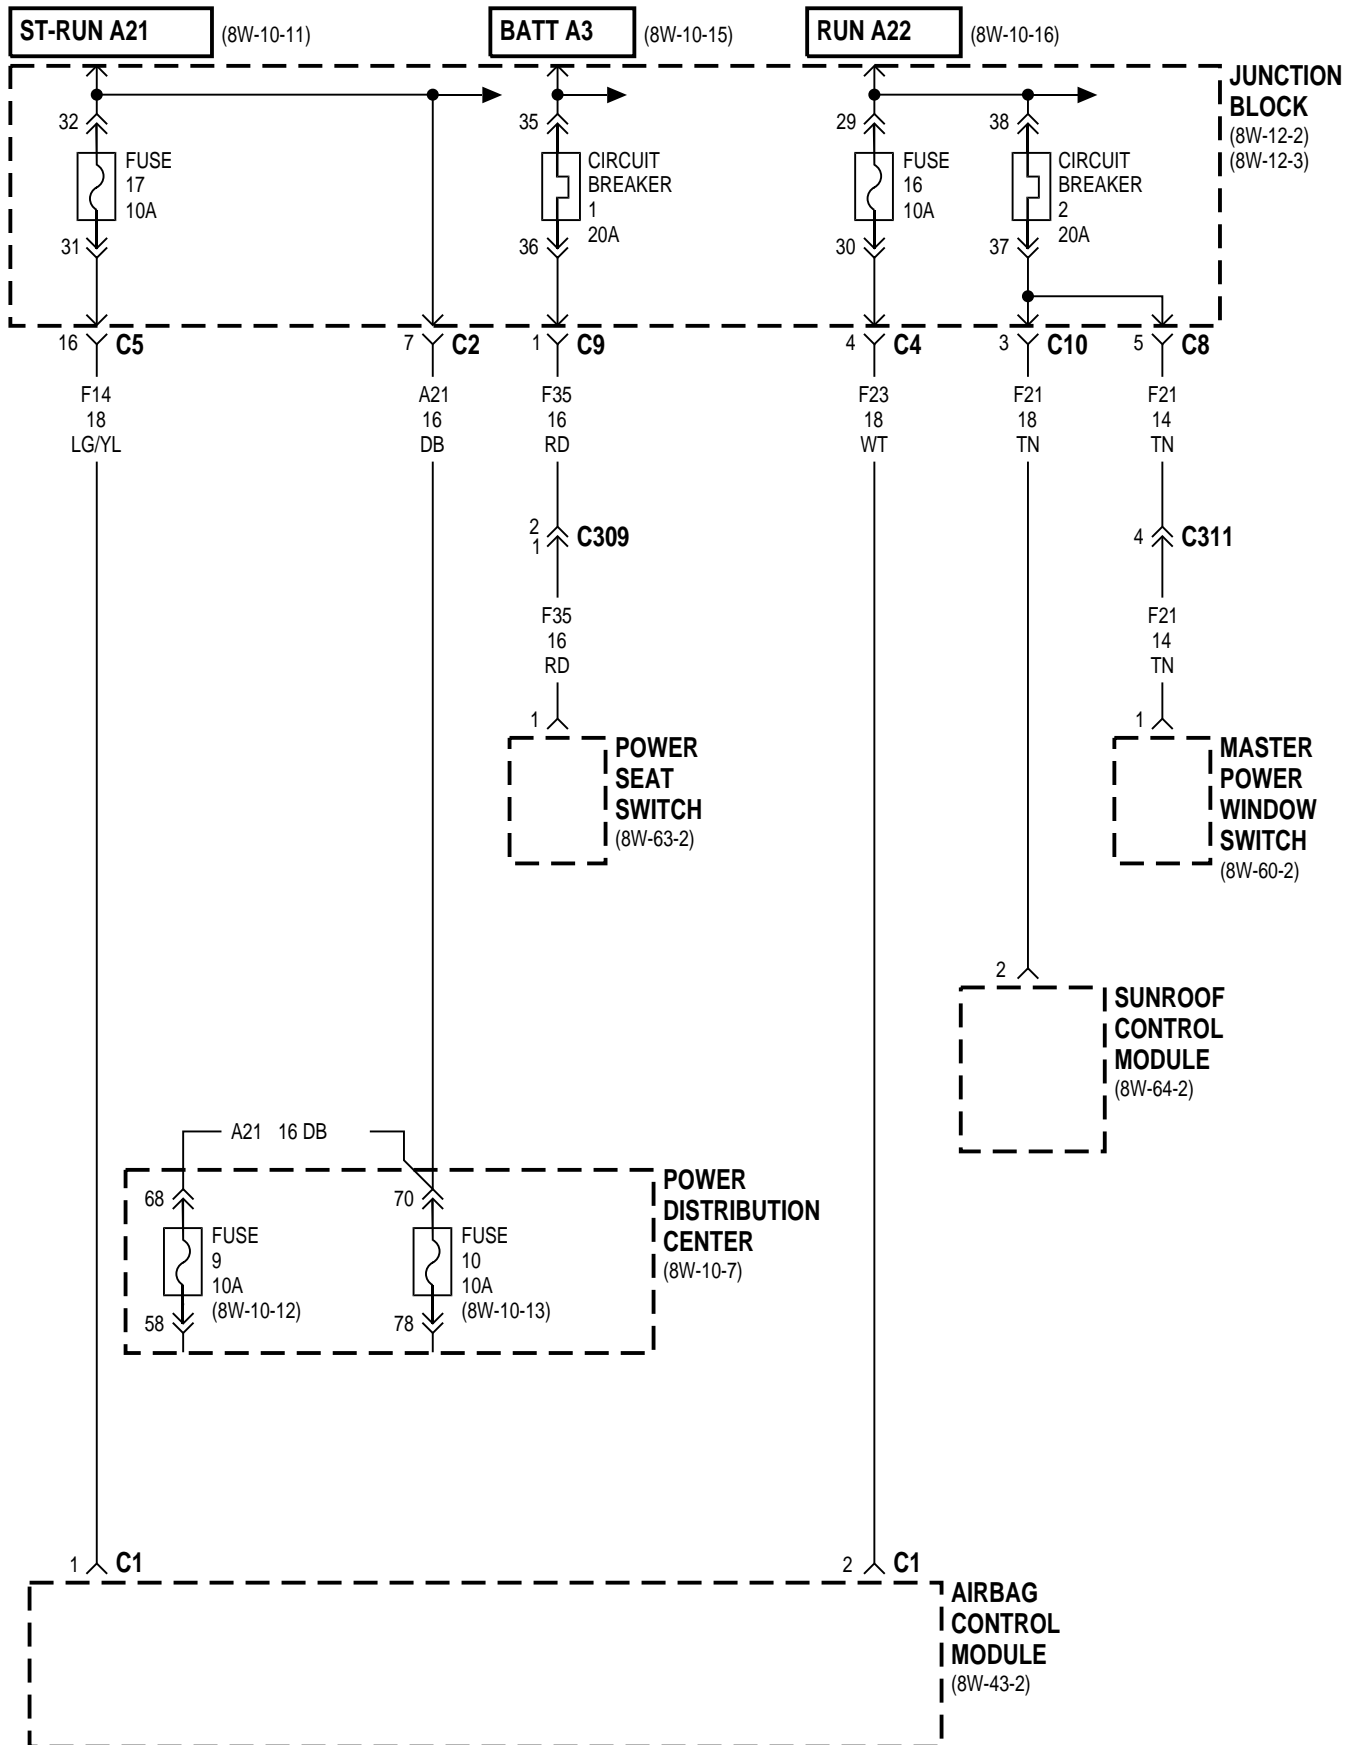 ST-RUN A21 (8W-10-11) BATT A3 (8W-10-15) RUN A22 (8W-10-16)
JUNCTION
BLOCK
(8W-12-2)
(8W-12-3)
32 35 29 38
FUSE
17
10A
CIRCUIT
BREAKER
1
20A
FUSE
16
10A
CIRCUIT
BREAKER
2
20A
31 36 30 37
16 C5 7 C2 1 C9 4 C4 3 C10 5 C8
F14 A21 F35 F23 F21 F21
18 16 16 18 18 14
LG/YL DB RD WT TN TN
2
1 C309
4 C311
F35 F21
16 14
RD TN
1 1
POWER
SEAT
SWITCH
(8W-63-2)
MASTER
POWER
WINDOW
SWITCH
(8W-60-2)
2
SUNROOF
CONTROL
MODULE
(8W-64-2)
A21 16 DB
68 70
FUSE
9
10A
(8W-10-12)
FUSE
10
10A
(8W-10-13)
58 78
POWER
DISTRIBUTION
CENTER
(8W-10-7)
1 C1 2 C1
AIRBAG
CONTROL
MODULE
(8W-43-2)